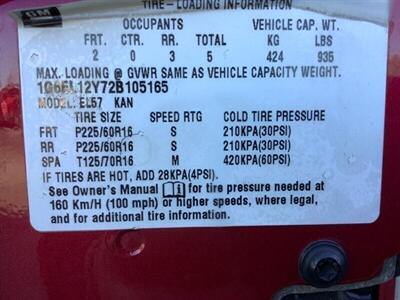 TIRE-LOADING INFORMATION
GM
OCCUPANTS VEHICLE CAP. WT.
FRT. CTR. RR. TOTAL KG LBS
2 0 3 5 424 935
MAX. LOADING @ GVWR SAME AS VEHICLE CAPACITY WEIGHT.
1G6EL12Y72B105165
MODEL: EL57 KAN
TIRE SIZE SPEED RTG COLD TIRE PRESSURE
FRT P225/60R16 S 210KPA(30PSI)
RR P225/60R16 S 210KPA(30PSI)
SPA T125/70R16 M 420KPA(60PSI)
IF TIRES ARE HOT, ADD 28KPA(4PSI).
See Owner's Manual for tire pressure needed at
160 Km/H (100 mph) or higher speeds, where legal,
and for additional tire information.